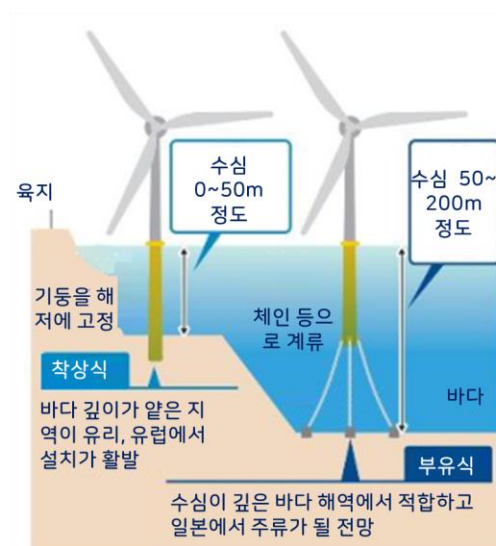 수심
0~50m
정도
수심 50~
200m
정도
육지
기둥을 해
저에 고정
체인 등으
로 계류
바다
착상식
바다 깊이가 얕은 지
역이 유리, 유럽에서
설치가 활발
부유식
수심이 깊은 바다 해역에서 적합하고
일본에서 주류가 될 전망